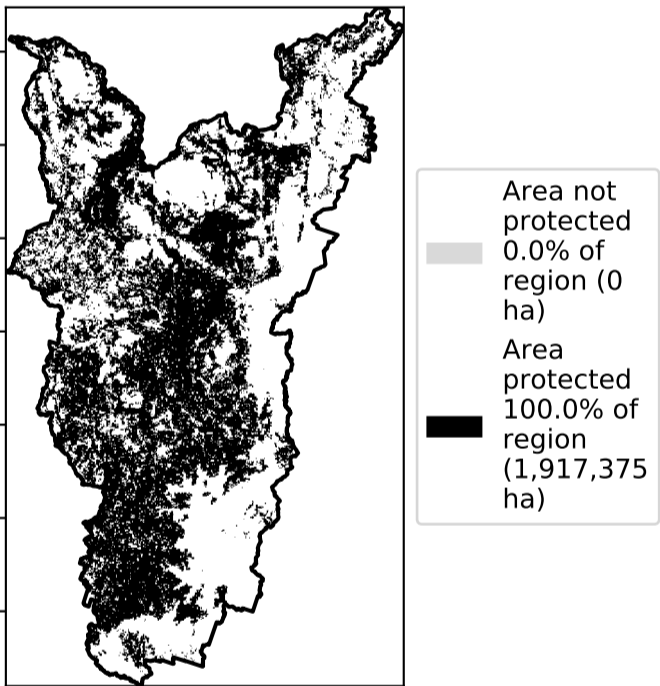 Area not
protected
0.0% of
region (0
ha)
Area
protected
100.0% of
region
(1,917,375
ha)